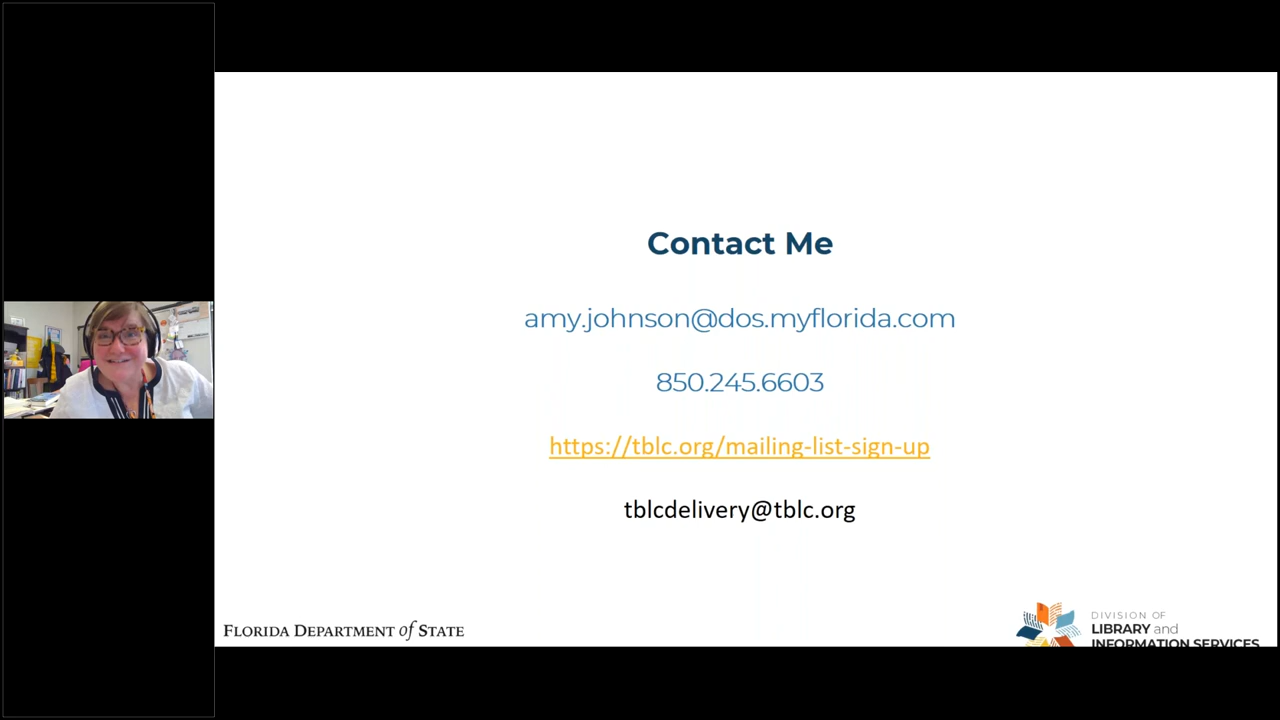 Contact Me
amy.johnson@dos.myflorida.com
850.245.6603
https://tblc.org/mailing-list-sign-up
tblcdelivery@tblc.org
FLORIDA DEPARTMENT of STATE
DIVISION OF
LIBRARY and
INFORMATION SERVICES